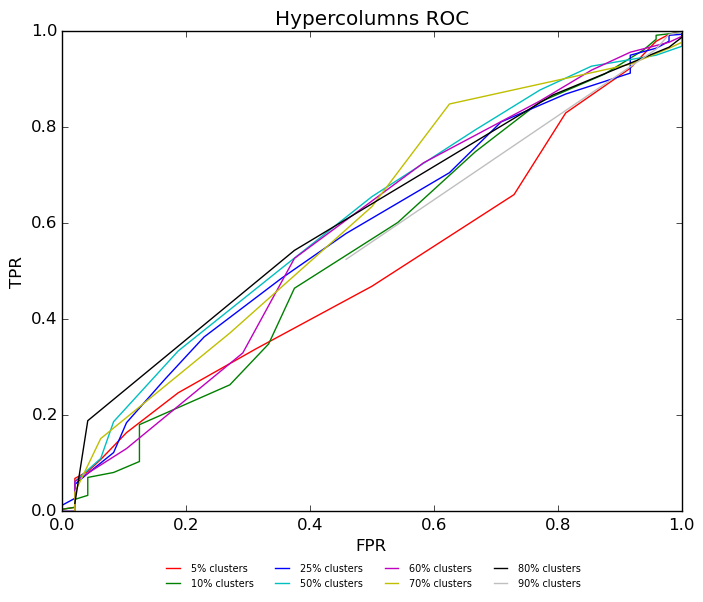 Hypercolumns ROC
1.0
0.8
0.6
0.4
0.2
0.0
TPR
0.0 0.2 0.4 0.6 0.8 1.0
FPR
5% clusters 25% clusters 60% clusters 80% clusters
10% clusters 50% clusters 70% clusters 90% clusters